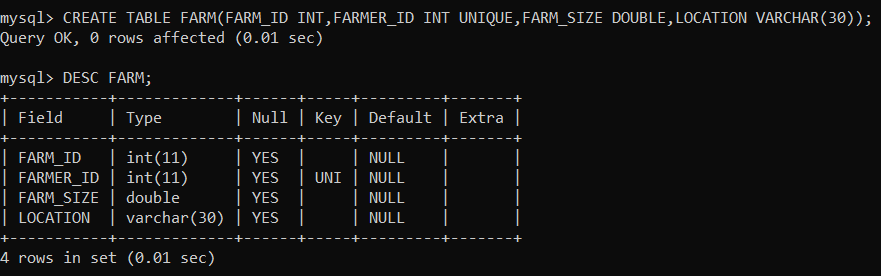 mysql> CREATE TABLE FARM(FARM_ID INT,FARMER_ID INT UNIQUE,FARM_SIZE DOUBLE,LOCATION VARCHAR(30));
Query OK, 0 rows affected (0.01 sec)
mysql> DESC FARM;
+-----------+-------------+------+-----+---------+-------+
| Field     | Type        | Null | Key | Default | Extra |
+-----------+-------------+------+-----+---------+-------+
| FARM_ID   | int(11)     | YES  |     | NULL    |       |
| FARMER_ID | int(11)     | YES  | UNI | NULL    |       |
| FARM_SIZE | double      | YES  |     | NULL    |       |
| LOCATION  | varchar(30) | YES  |     | NULL    |       |
+-----------+-------------+------+-----+---------+-------+
4 rows in set (0.01 sec)